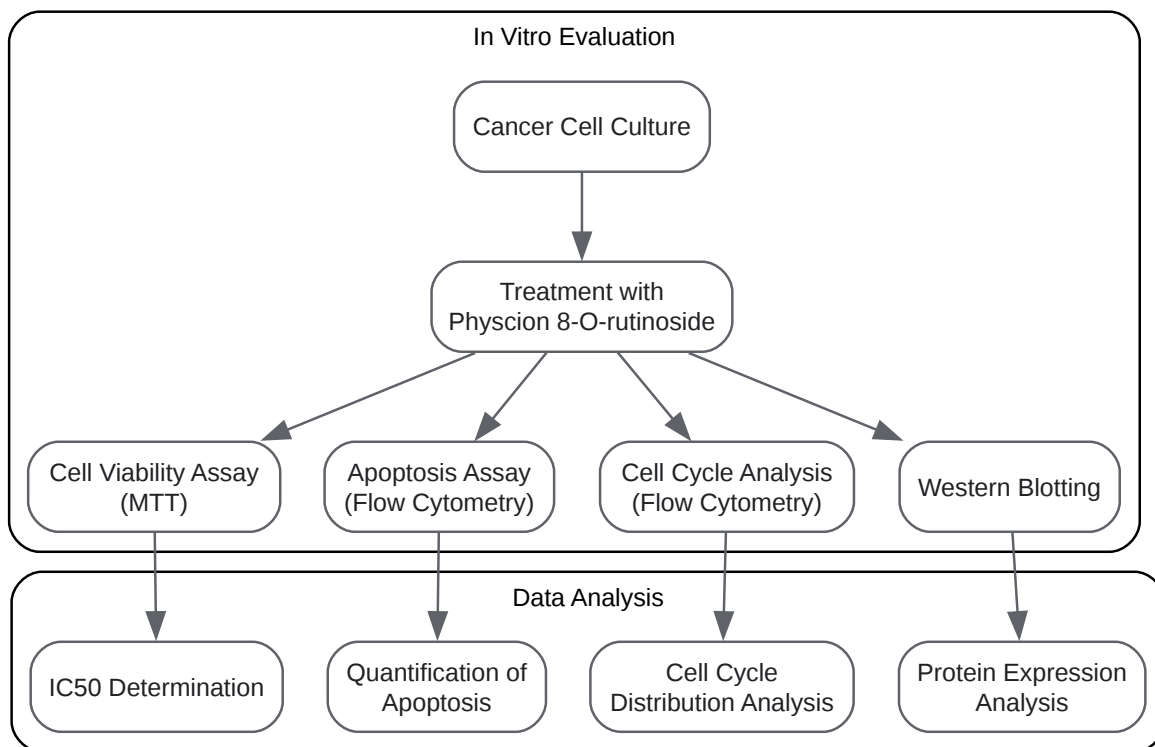 In Vitro Evaluation
Cancer Cell Culture
Treatment with
Physcion 8-O-rutinoside
Cell Viability Assay
(MTT)
Apoptosis Assay
(Flow Cytometry)
Cell Cycle Analysis
(Flow Cytometry)
Western Blotting
Data Analysis
IC50 Determination
Quantification of
Apoptosis
Cell Cycle
Distribution Analysis
Protein Expression
Analysis